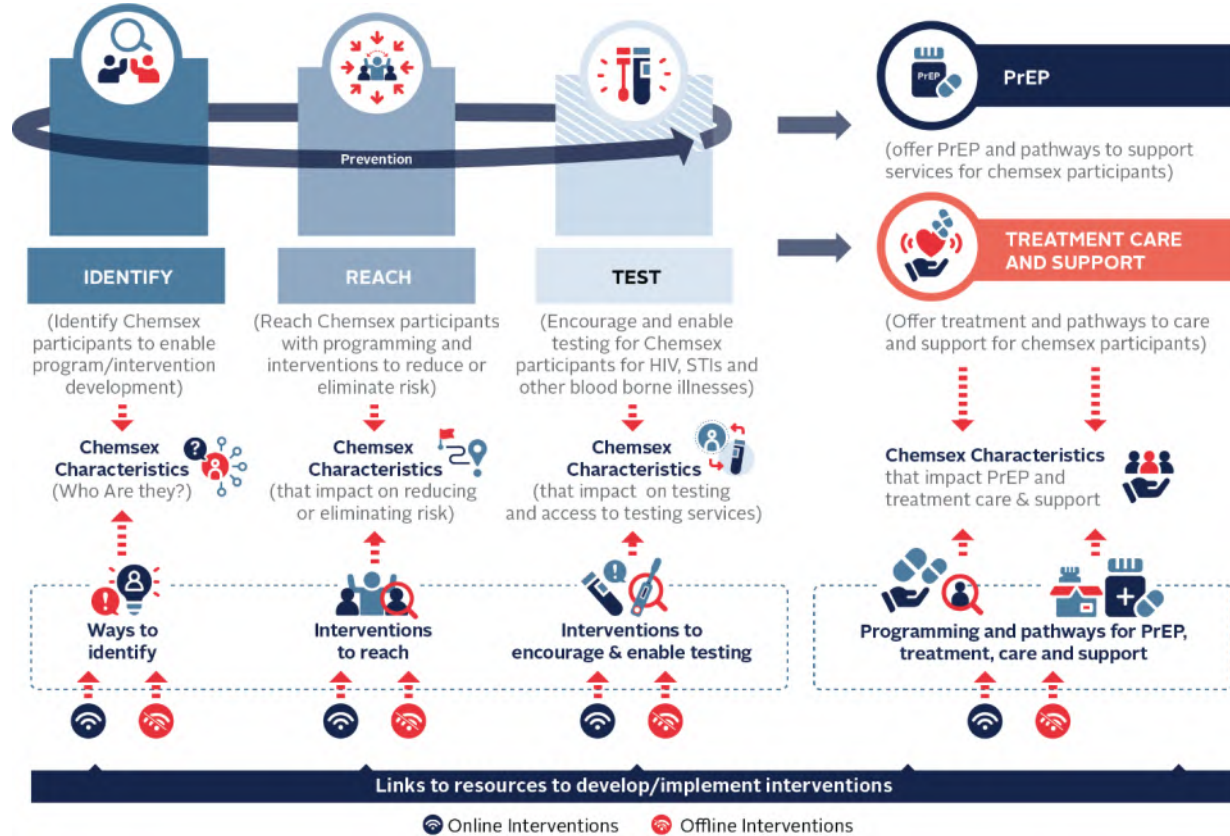 PrEP
PrEP
(offer PrEP and pathways to support
services for chemsex participants)
Prevention
TREATMENT CARE
AND SUPPORT
(Offer treatment and pathways to care
and support for chemsex participants)
IDENTIFY
(Identify Chemsex
participants to enable
program/intervention
development)
REACH
(Reach Chemsex participants
with programming and
interventions to reduce or
eliminate risk)
TEST
(Encourage and enable
testing for Chemsex
participants for HIV, STIs and
other blood borne illnesses)
Chemsex
Characteristics
(Who Are they?)
?
Chemsex
Characteristics
(that impact on reducing
or eliminating risk)
Chemsex
Characteristics
(that impact on testing
and access to testing services)
Chemsex Characteristics
that impact PrEP and
treatment care & support
Ways to
identify
Interventions
to reach
Interventions to
encourage & enable testing
Programming and pathways for PrEP,
treatment, care and support
Links to resources to develop/implement interventions
Online Interventions
Offline Interventions